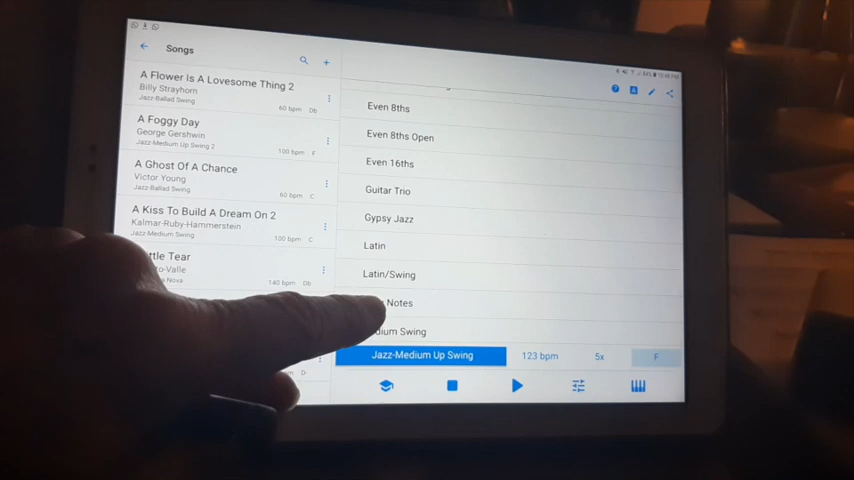 Songs
A Flower Is A Lovesome Thing 2
Billy Strayhorn
Jazz-Ballad Swing
60 bpm Db
A Foggy Day
George Gershwin
Jazz-Medium Up Swing 2
100 bpm F
A Ghost Of A Chance
Victor Young
Jazz-Ballad Swing
60 bpm C
A Kiss To Build A Dream On 2
Kalmar-Ruby-Hammerstein
Jazz-Medium Swing
100 bpm C
ttle Tear
to-Valle
a Nova
140 bpm Db
Even 8ths
Even 8ths Open
Even 16ths
Guitar Trio
Gypsy Jazz
Latin
Latin/Swing
Notes
dium Swing
Jazz-Medium Up Swing
123 bpm
5x
F